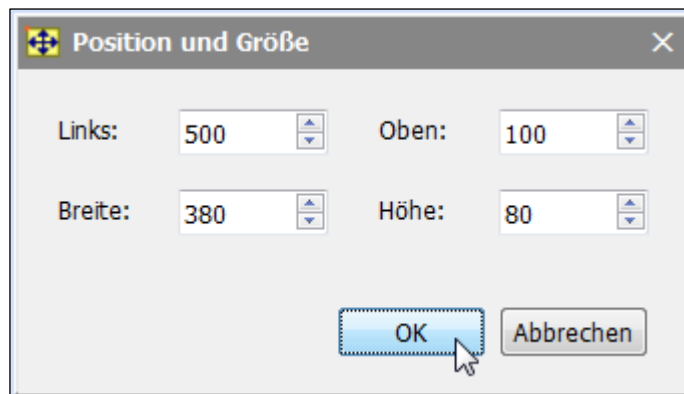 Position und Größe
Links: 500 Oben: 100
Breite: 380 Höhe: 80
OK Abbrechen